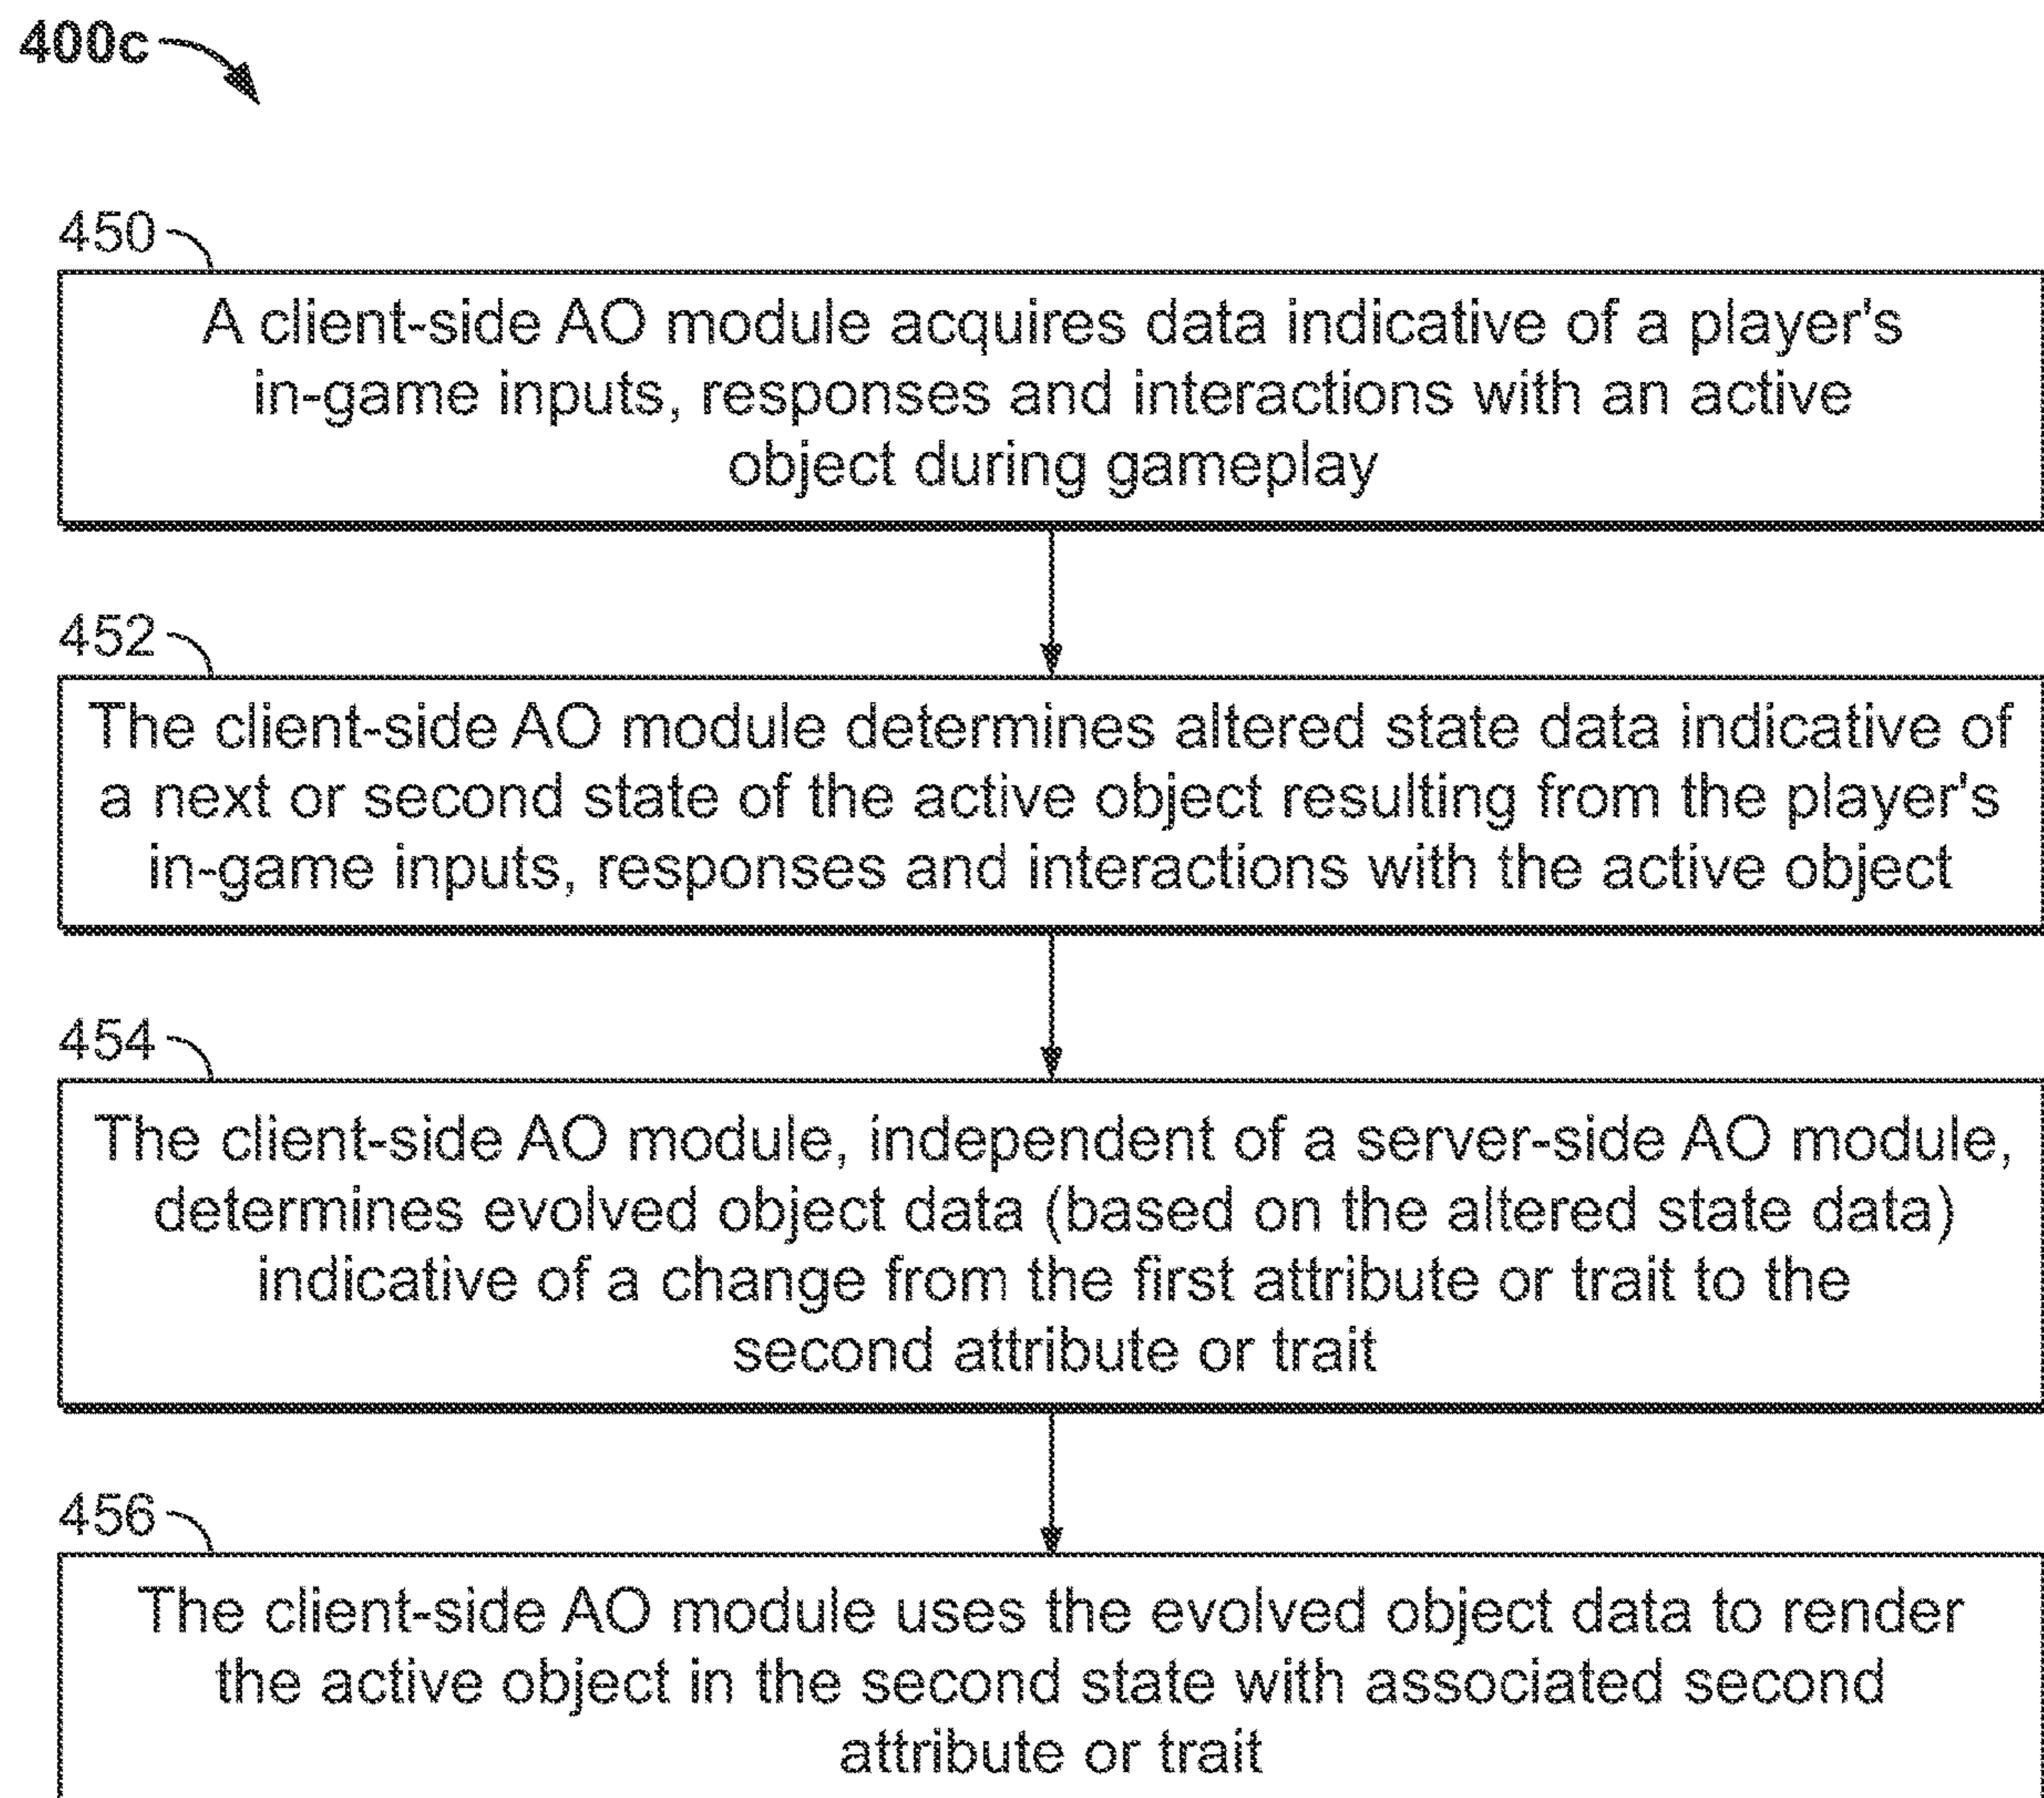 400c
450
A client-side AO module acquires data indicative of a player's
in-game inputs, responses and interactions with an active
object during gameplay
452
The client-side AO module determines altered state data indicative of
a next or second state of the active object resulting from the player's
in-game inputs, responses and interactions with the active object
454
The client-side AO module, independent of a server-side AO module,
determines evolved object data (based on the altered state data)
indicative of a change from the first attribute or trait to the
second attribute or trait
456
The client-side AO module uses the evolved object data to render
the active object in the second state with associated second
attribute or trait